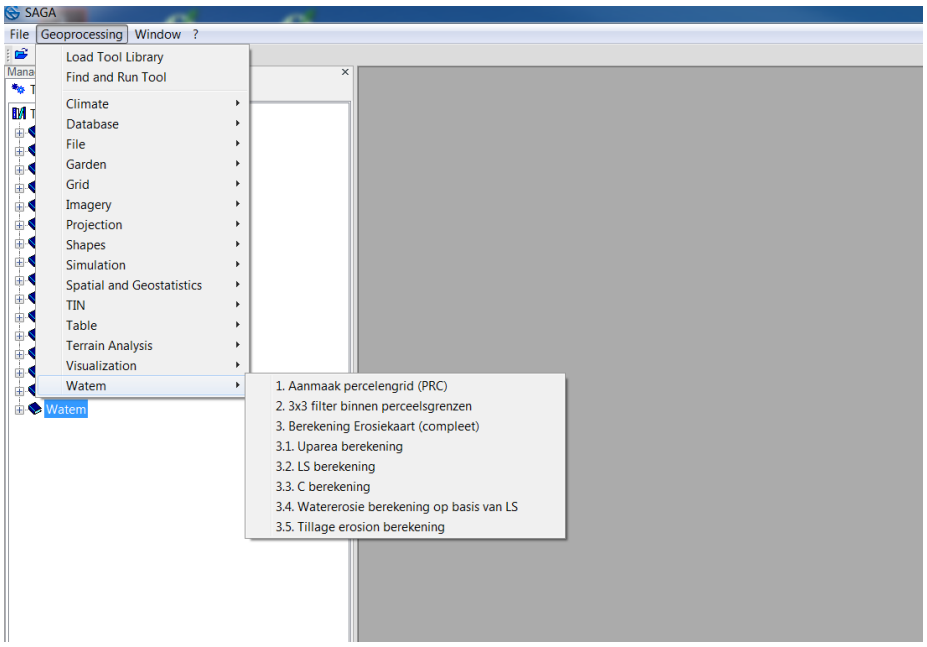 SAGA
File Geoprocessing Window ?
Mana
T
T
Load Tool Library
Find and Run Tool
Climate
Database
File
Garden
Grid
Imagery
Projection
Shapes
Simulation
Spatial and Geostatistics
TIN
Table
Terrain Analysis
Visualization
Watem
1. Aanmaak percelengrid (PRC)
2. 3x3 filter binnen perceelsgrenzen
3. Berekening Erosiekaart (compleet)
3.1. Uparea berekening
3.2. LS berekening
3.3. C berekening
3.4. Watererosie berekening op basis van LS
3.5. Tillage erosion berekening
Watem